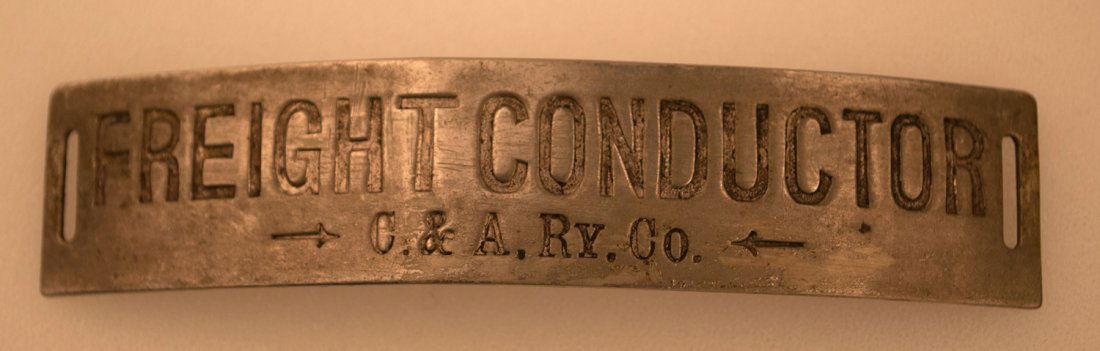 FREIGHT CONDUCTOR
→ C. & A. RY. CO. ←